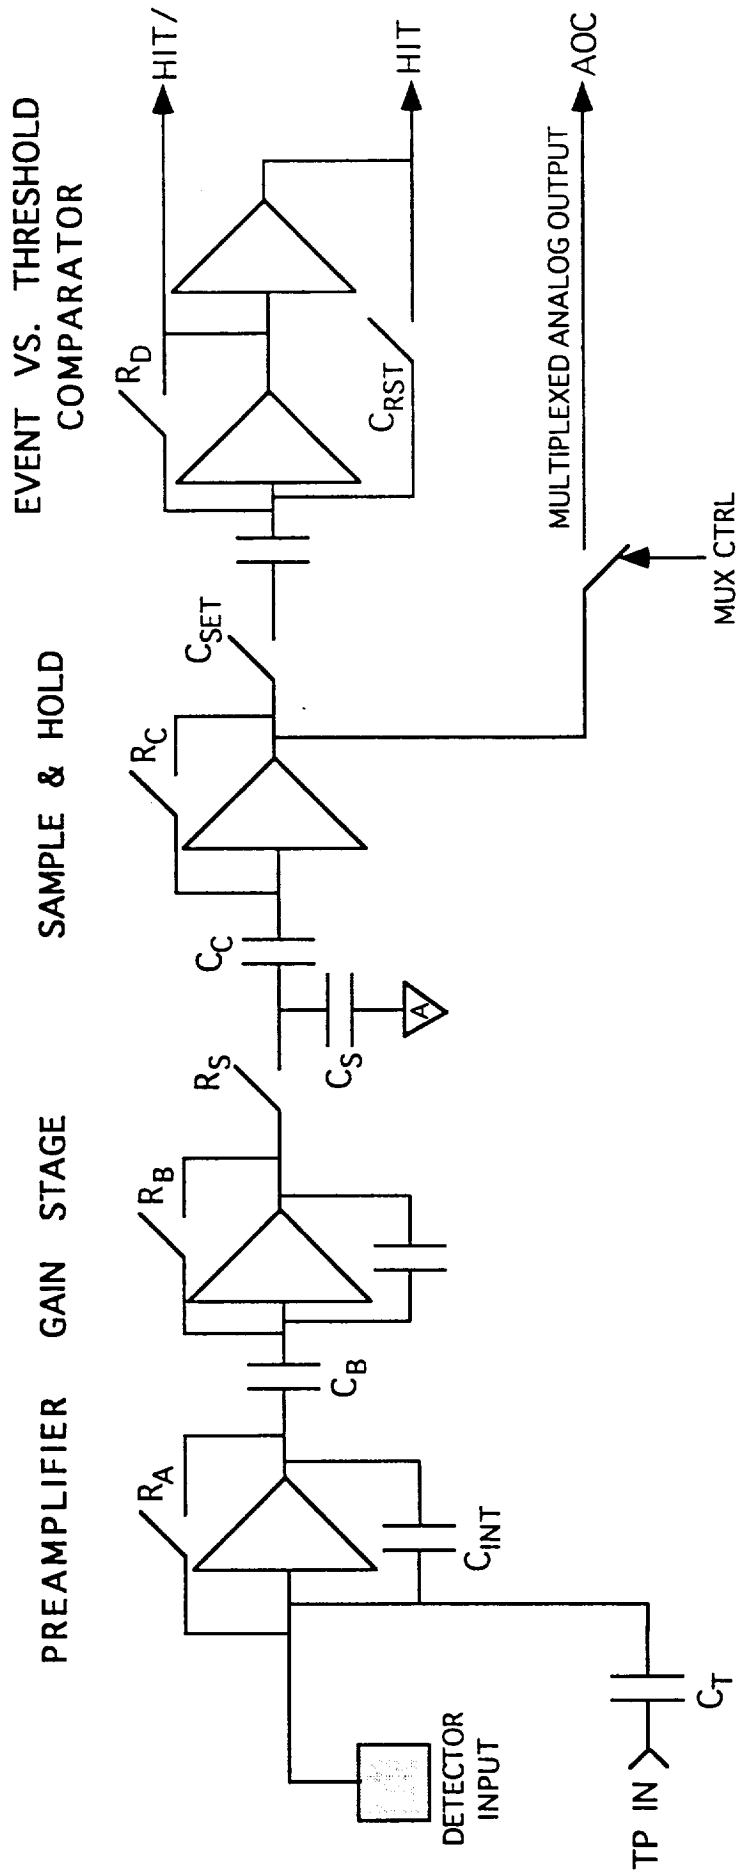 PREAMPLIFIER
GAIN STAGE
SAMPLE & HOLD
EVENT VS. THRESHOLD
COMPARATOR
R_A
R_B
R_S
R_C
C_SET
R_D
HIT/
C_INT
C_B
C_S
A
C_C
C_RST
HIT
DETECTOR
INPUT
MULTIPLEXED ANALOG OUTPUT
AOC
TP IN
C_T
MUX CTRL